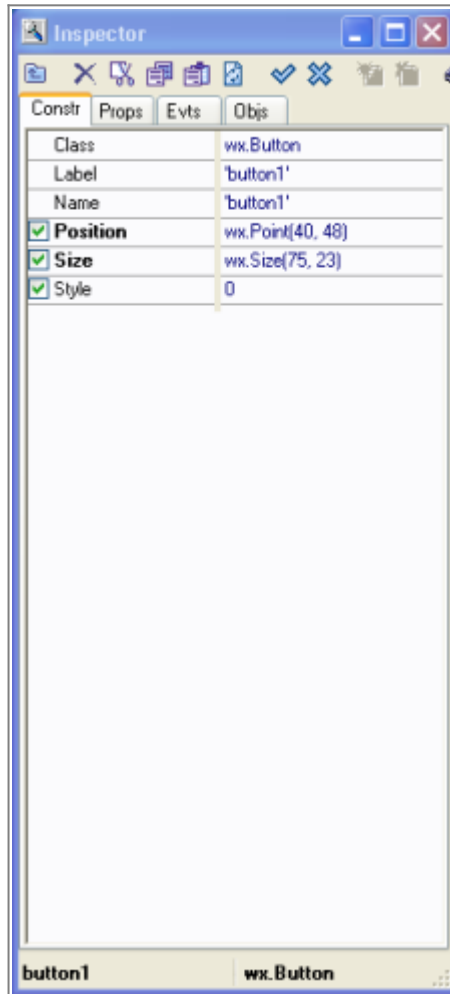 Inspector
Constr Props Evts Objs
Class wx.Button
Label 'button1'
Name 'button1'
Position wx.Point(40, 48)
Size wx.Size(75, 23)
Style 0
button1 wx.Button